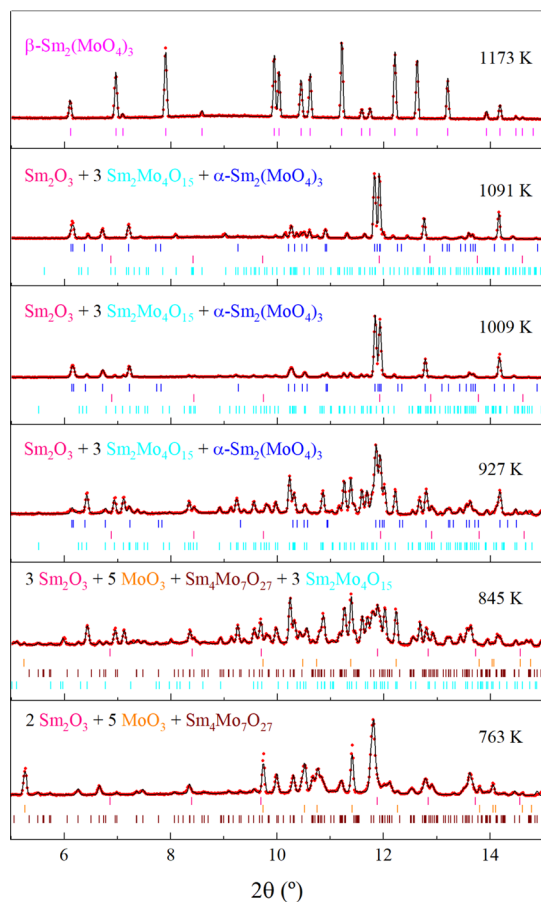 β-Sm₂(MoO₄)₃ 1173 K
Sm₂O₃ + 3 Sm₂Mo₄O₁₅ + α-Sm₂(MoO₄)₃ 1091 K
Sm₂O₃ + 3 Sm₂Mo₄O₁₅ + α-Sm₂(MoO₄)₃ 1009 K
Sm₂O₃ + 3 Sm₂Mo₄O₁₅ + α-Sm₂(MoO₄)₃ 927 K
3 Sm₂O₃ + 5 MoO₃ + Sm₄Mo₇O₂₇ + 3 Sm₂Mo₄O₁₅
845 K
2 Sm₂O₃ + 5 MoO₃ + Sm₄Mo₇O₂₇ 763 K
6 8 10 12 14
2θ (º)